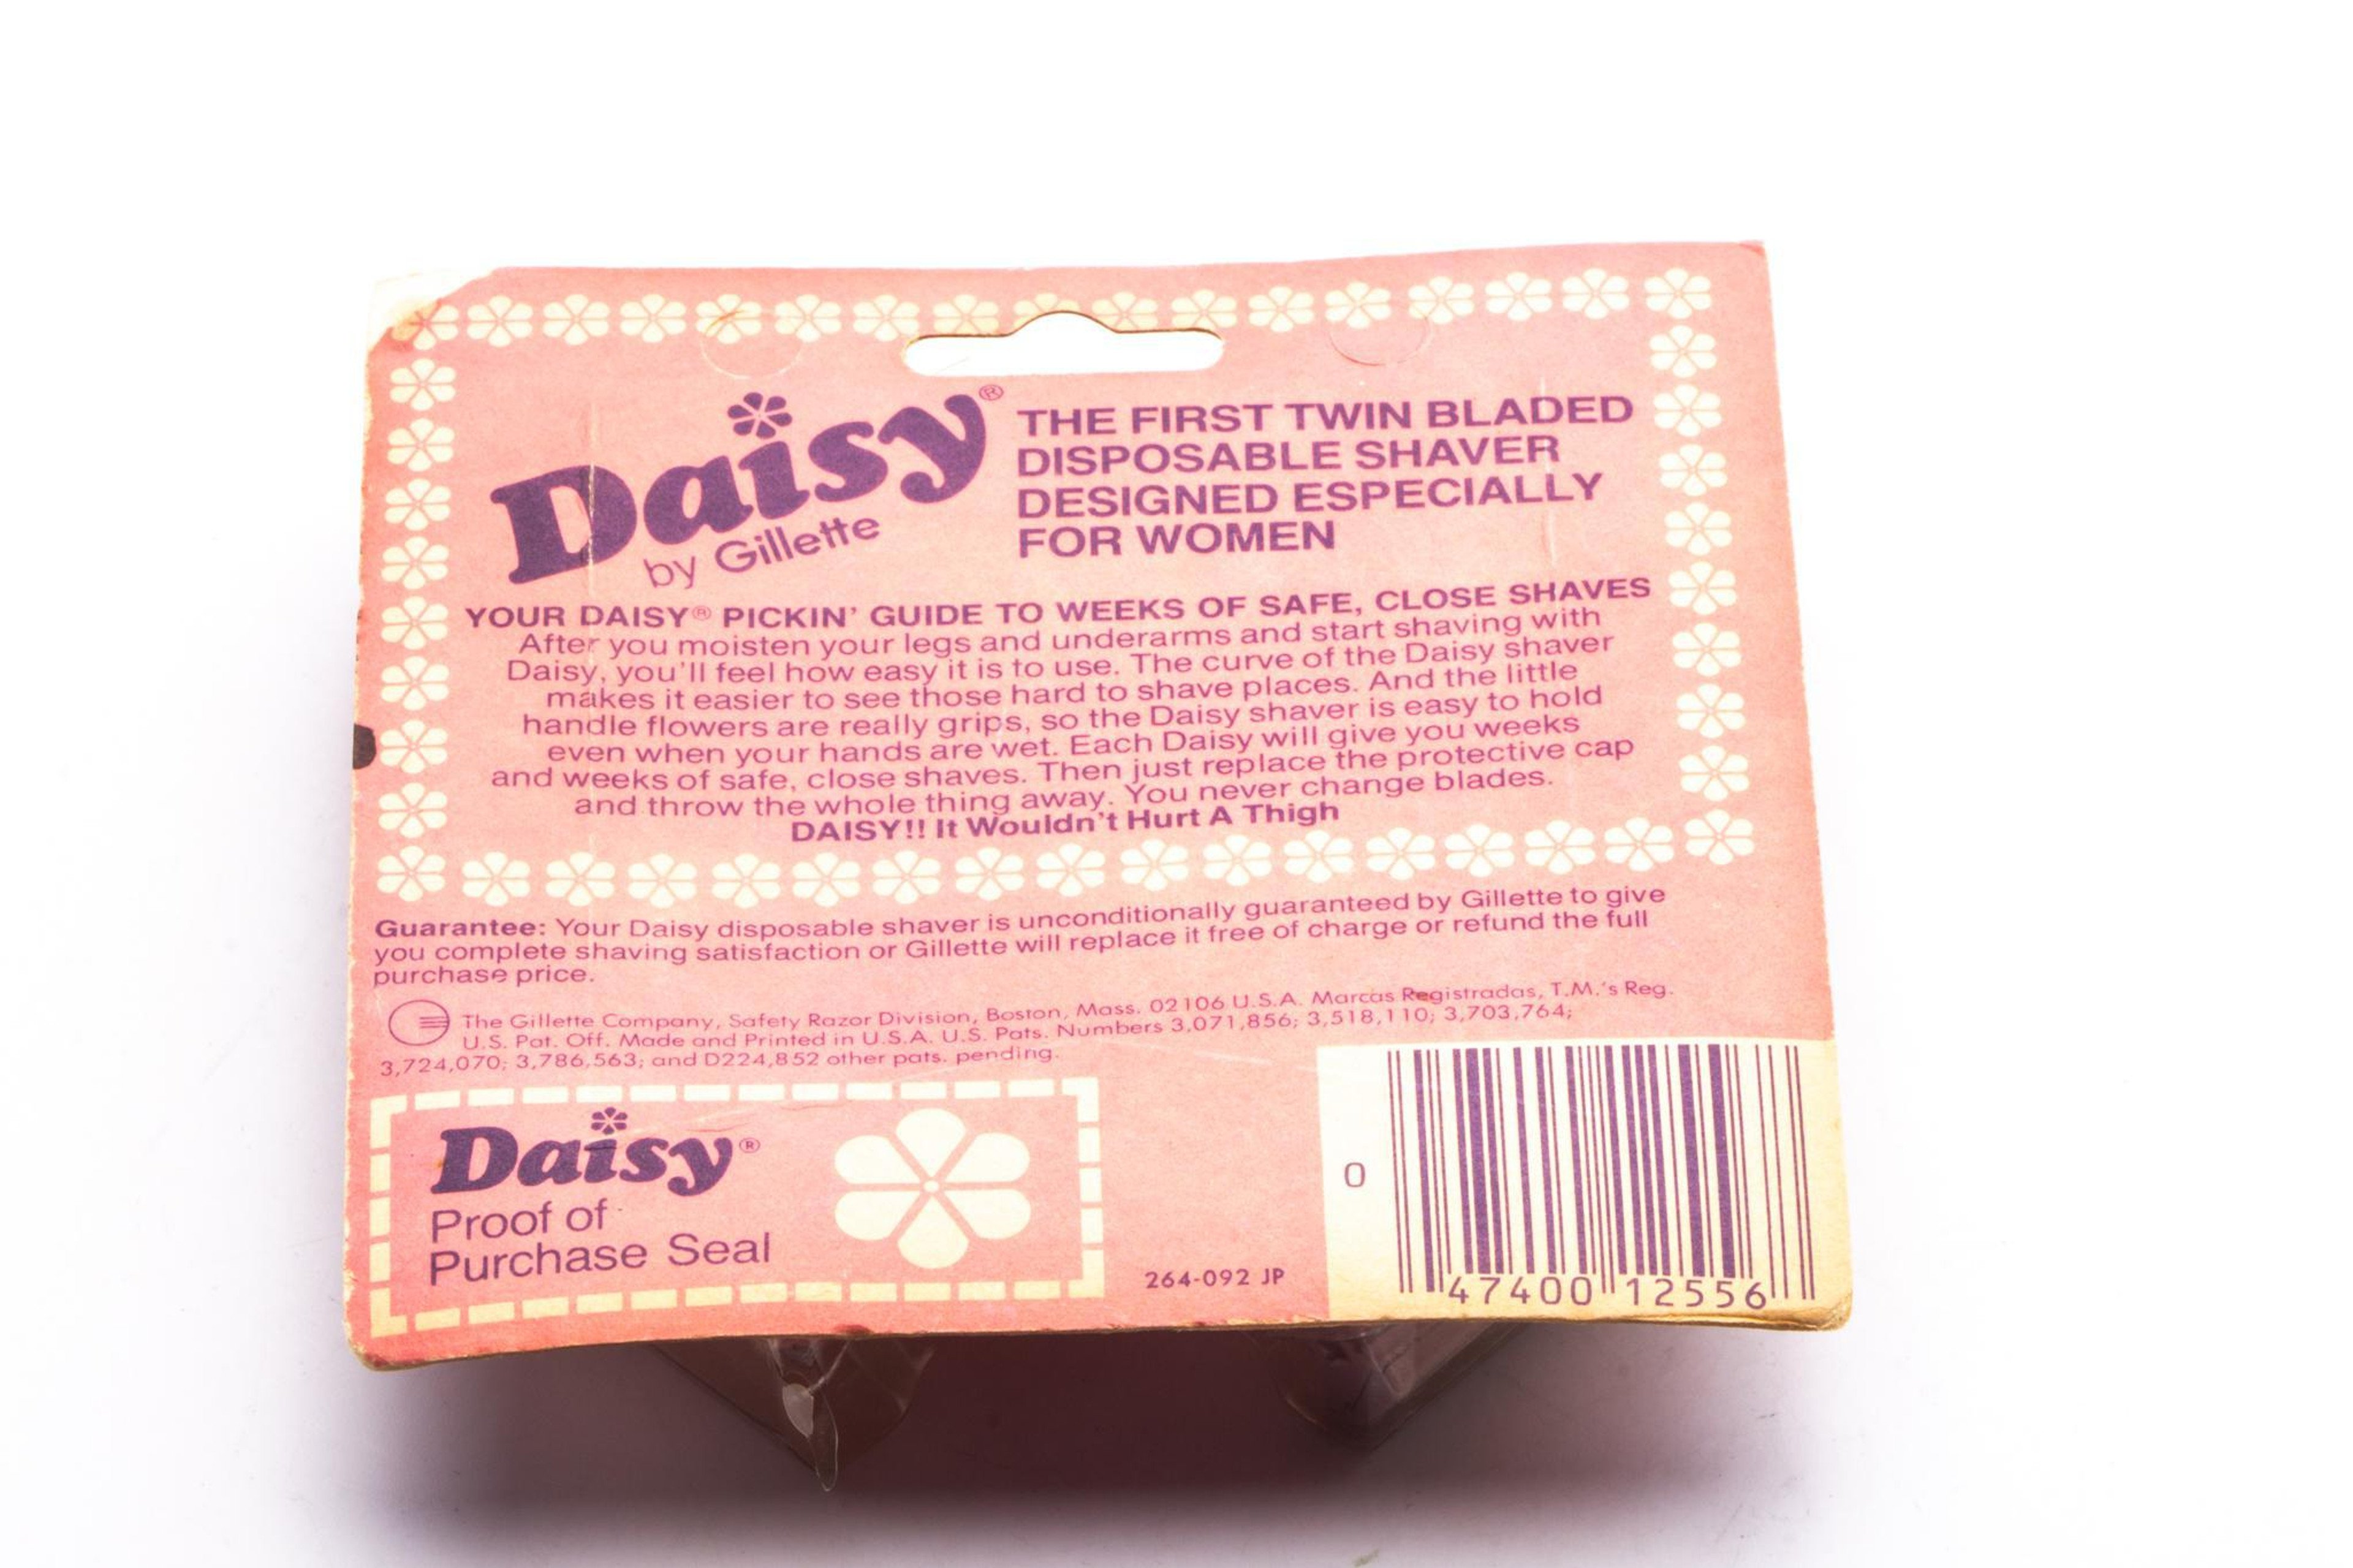 Daisy®
by Gillette
THE FIRST TWIN BLADED
DISPOSABLE SHAVER
DESIGNED ESPECIALLY
FOR WOMEN
YOUR DAISY® PICKIN' GUIDE TO WEEKS OF SAFE, CLOSE SHAVES
After you moisten your legs and underarms and start shaving with
Daisy, you'll feel how easy it is to use. The curve of the Daisy shaver
makes it easier to see those hard to shave places. And the little
handle flowers are really grips, so the Daisy shaver is easy to hold
even when your hands are wet. Each Daisy will give you weeks
and weeks of safe, close shaves. Then just replace the protective cap
and throw the whole thing away. You never change blades.
DAISY!! It Wouldn't Hurt A Thigh
Guarantee: Your Daisy disposable shaver is unconditionally guaranteed by Gillette to give
you complete shaving satisfaction or Gillette will replace it free of charge or refund the full
purchase price.
The Gillette Company, Safety Razor Division, Boston, Mass. 02106 U.S.A. Marcas Registradas, T.M.'s Reg.
U.S. Pat. Off. Made and Printed in U.S.A. U.S. Pats. Numbers 3,071,856; 3,518,110; 3,703,764;
3,724,070; 3,786,563; and D224,852 other pats. pending.
Daisy®
Proof of
Purchase Seal
264-092 JP
0 47400 12556